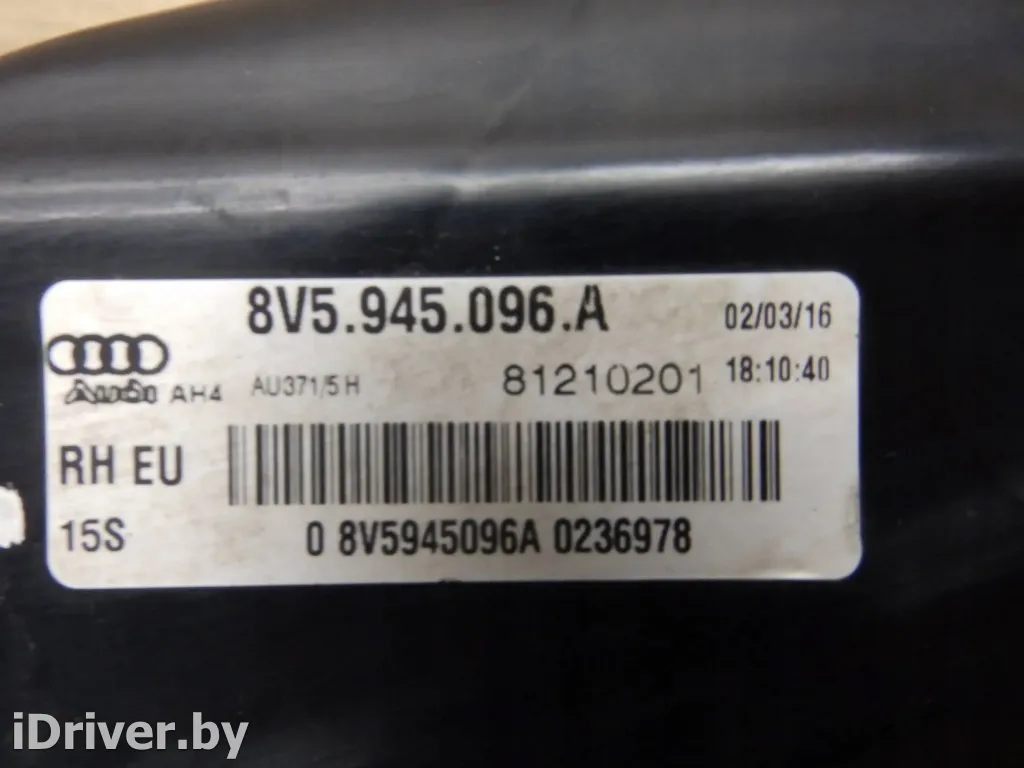 8V5.945.096.A 02/03/16
Audi AH4 AU371/5 H 81210201 18:10:40
RH EU
15S 0 8V5945096A 0236978
iDriver.by